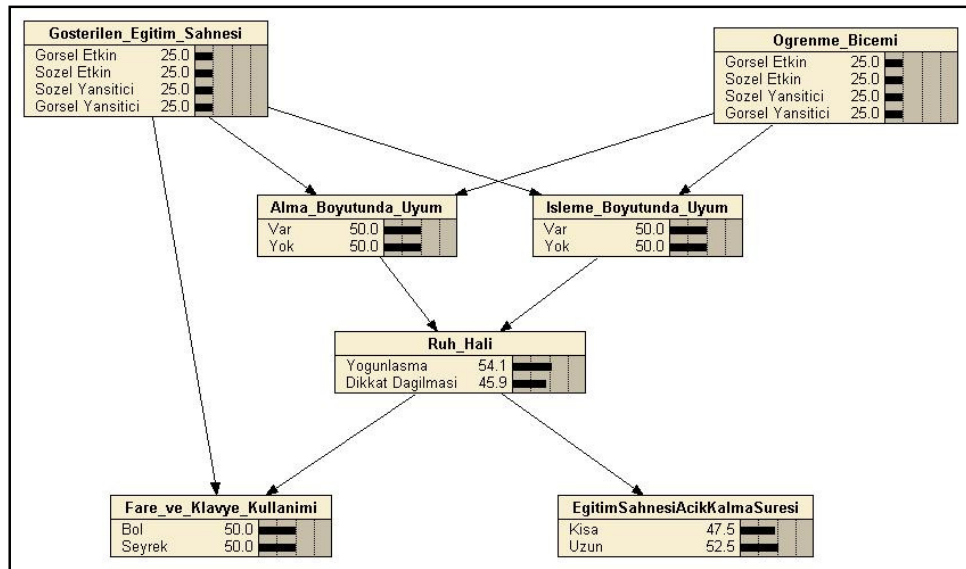 Gosterilen_Egitim_Sahnesi
Gorsel Etkin 25.0
Sozel Etkin 25.0
Sozel Yansitici 25.0
Gorsel Yansitici 25.0
Ogrenme_Bicemi
Gorsel Etkin 25.0
Sozel Etkin 25.0
Sozel Yansitici 25.0
Gorsel Yansitici 25.0
Alma_Boyutunda_Uyum
Var 50.0
Yok 50.0
Isleme_Boyutunda_Uyum
Var 50.0
Yok 50.0
Ruh_Hali
Yogunlasma 54.1
Dikkat Dagilmasi 45.9
Fare_ve_Klavye_Kullanimi
Bol 50.0
Seyrek 50.0
EgitimSahnesiAcikKalmaSuresi
Kisa 47.5
Uzun 52.5